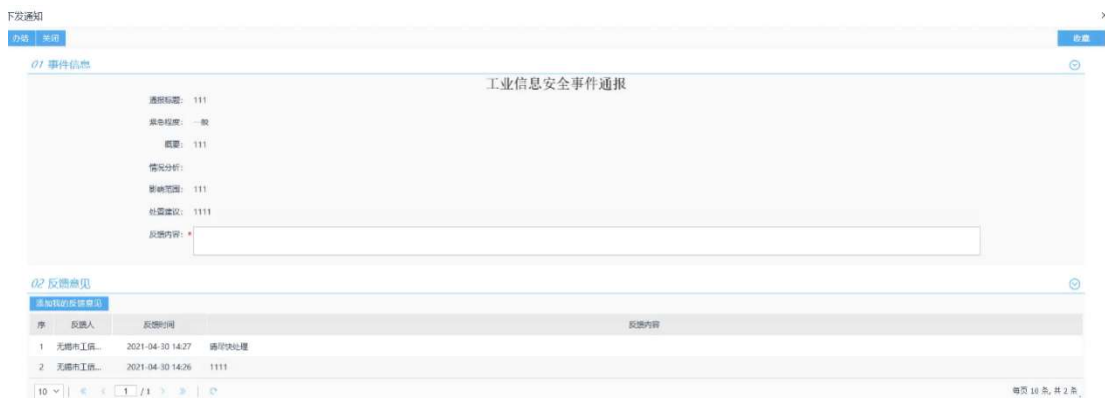 下发通知
办结 关闭 收藏
01 事件信息
工业信息安全事件通报
通报标题: 111
紧急程度: 一般
概要: 111
情况分析:
影响范围: 111
处置建议: 1111
反馈内容: *
02 反馈意见
添加我的反馈意见
序 反馈人 反馈时间 反馈内容
1 无锡市工信... 2021-04-30 14:27 请尽快处理
2 无锡市工信... 2021-04-30 14:26 1111
10 1 / 1 每页 10 条, 共 2 条